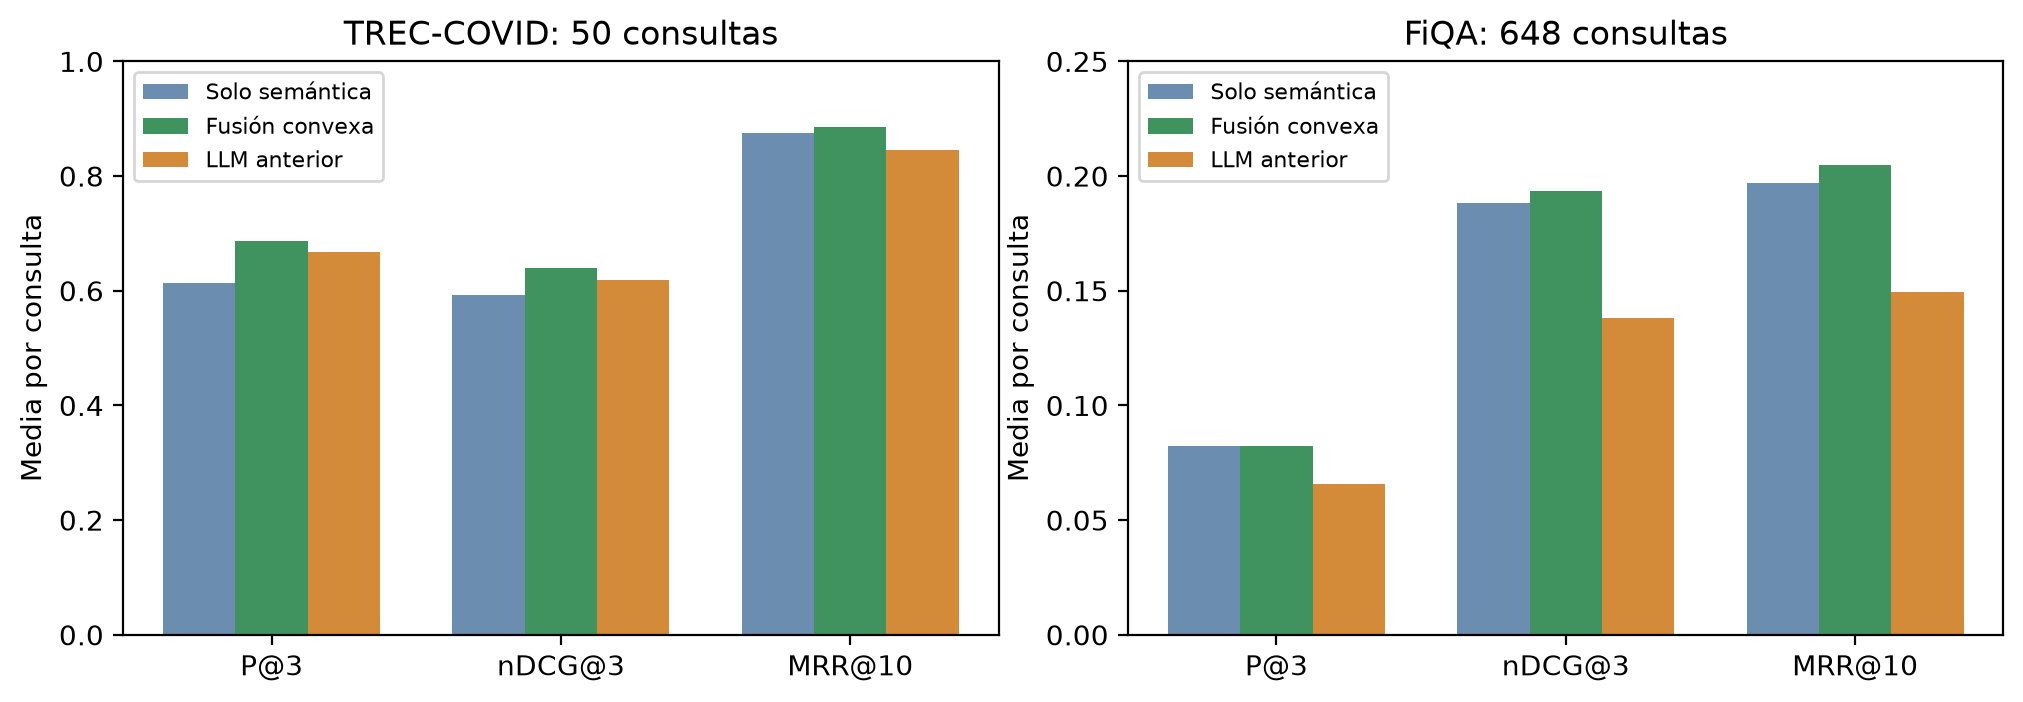 TREC-COVID: 50 consultas
Media por consulta
1.0
0.8
0.6
0.4
0.2
0.0
Solo semántica
Fusión convexa
LLM anterior
P@3
nDCG@3
MRR@10
FiQA: 648 consultas
Media por consulta
0.25
0.20
0.15
0.10
0.05
0.00
Solo semántica
Fusión convexa
LLM anterior
P@3
nDCG@3
MRR@10